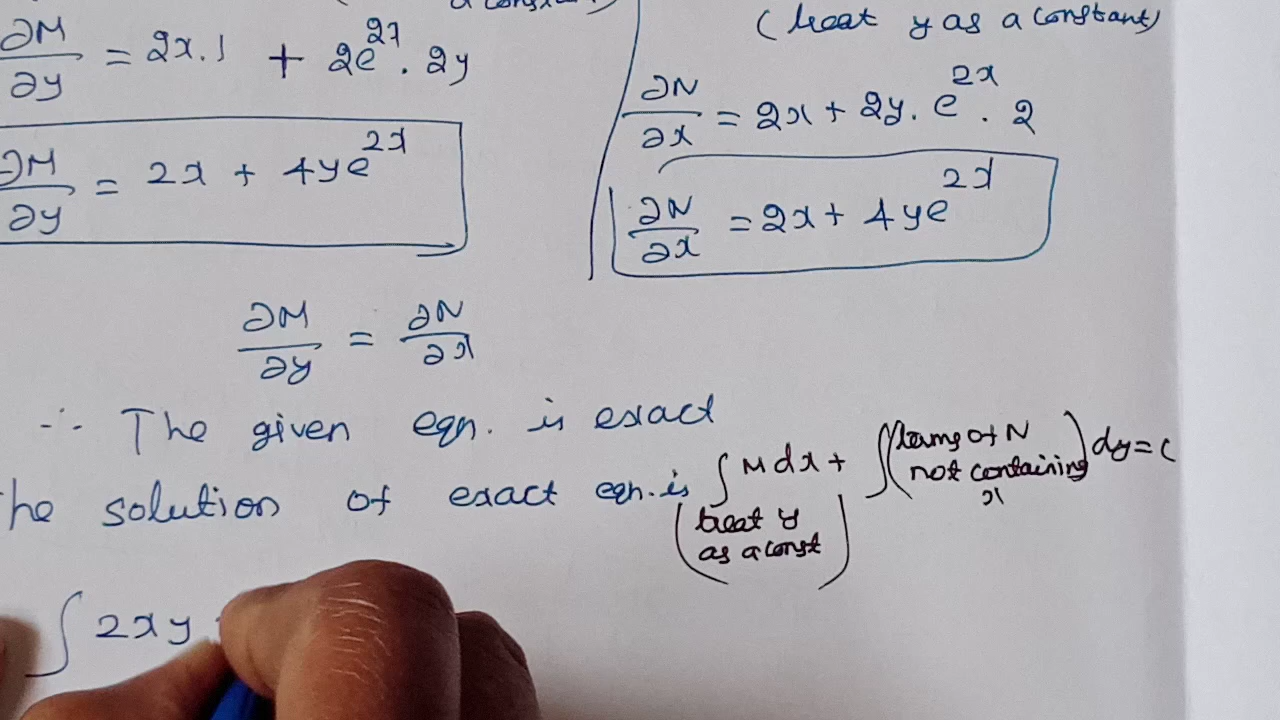 a constant)
∂M/∂y = 2x.1 + 2e^2x . 2y
∂M/∂y = 2x + 4ye^2x
(treat y as a constant)
∂N/∂x = 2x + 2y. e^2x . 2
∂N/∂x = 2x + 4ye^2x
∂M/∂y = ∂N/∂x
∴ The given eqn. is exact
he solution of exact eqn. is ∫ M dx + ∫ (terms of N not containing x) dy = c
(treat y
as a const)
∫ 2xy